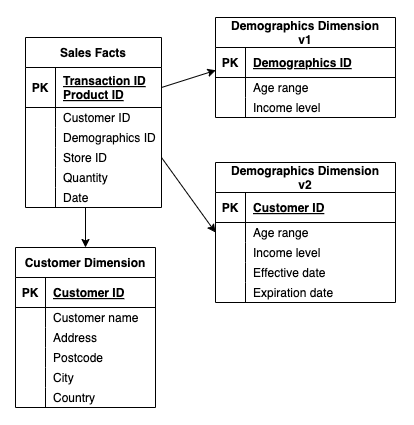 Sales Facts
PK
Transaction ID
Product ID
Customer ID
Demographics ID
Store ID
Quantity
Date
Demographics Dimension
v1
PK
Demographics ID
Age range
Income level
Demographics Dimension
v2
PK
Customer ID
Age range
Income level
Effective date
Expiration date
Customer Dimension
PK
Customer ID
Customer name
Address
Postcode
City
Country